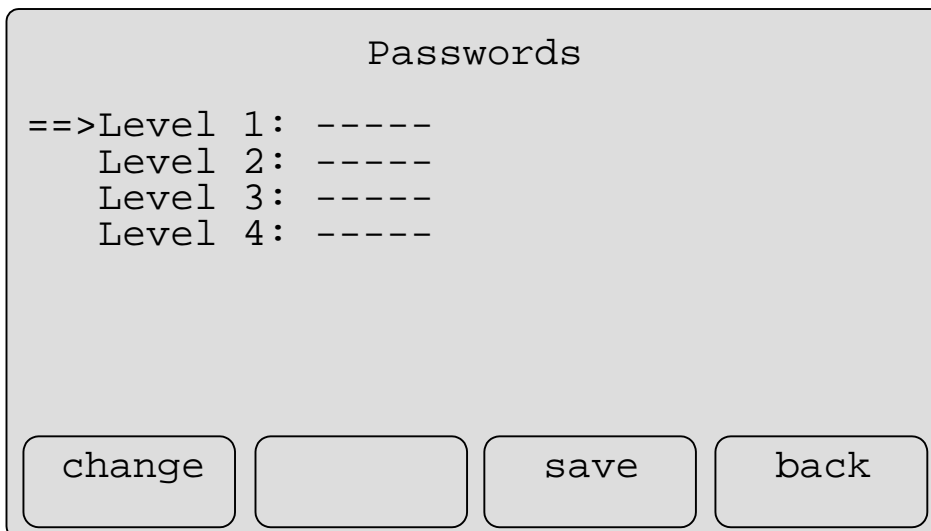 Passwords
==>Level 1: -----
Level 2: -----
Level 3: -----
Level 4: -----
change save back